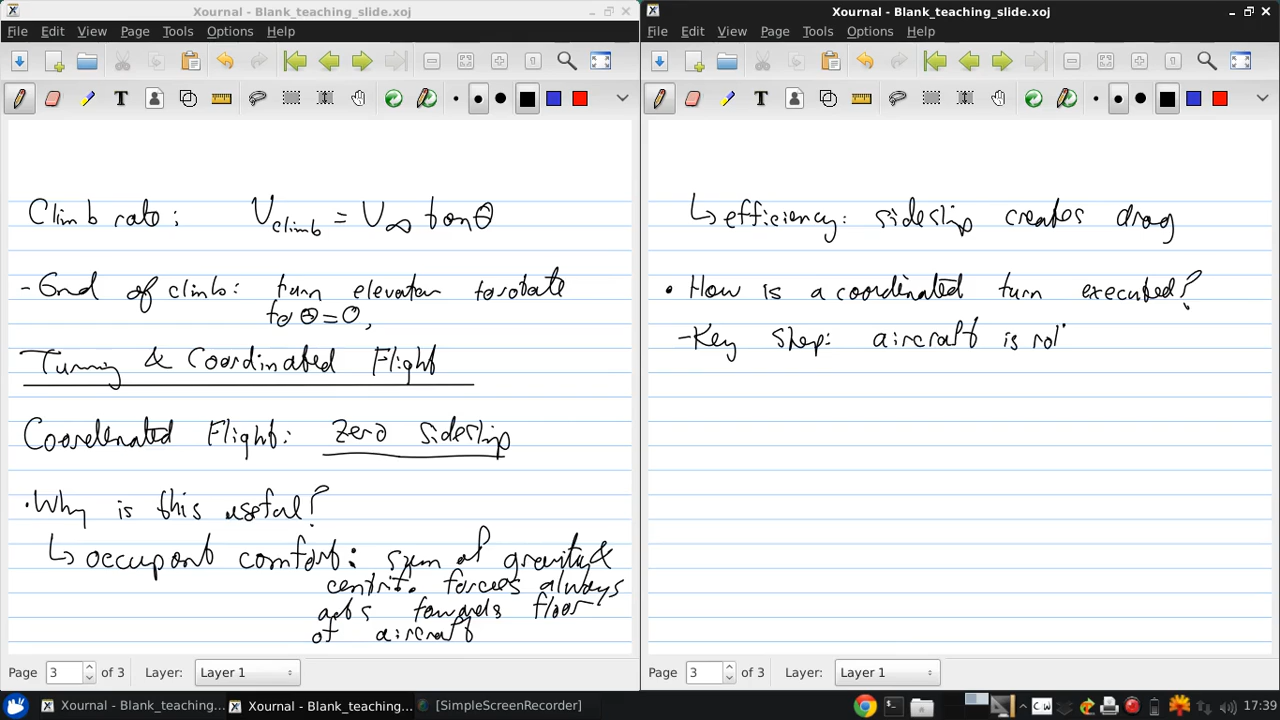 Xournal - Blank_teaching_slide.xoj
File Edit View Page Tools Options Help
Climb rate: Vclimb = V∞ tanθ
- End of climb: turn elevator to rotate
to θ = 0,
Turning & Coordinated Flight
Coordenated Flight: zero sideslip
• Why is this useful?
↳ occupant comfort: sum of gravity &
centrif. forces always
acts towards floor
of aircraft
Page 3 of 3 Layer: Layer 1
Xournal - Blank_teaching_slide.xoj
File Edit View Page Tools Options Help
↳ efficiency: sideslip creates drag
• How is a coordinated turn executed?
- Key step: aircraft is rol
Page 3 of 3 Layer: Layer 1
Xournal - Blank_teaching_... Xournal - Blank_teaching_... [SimpleScreenRecorder] 17:39